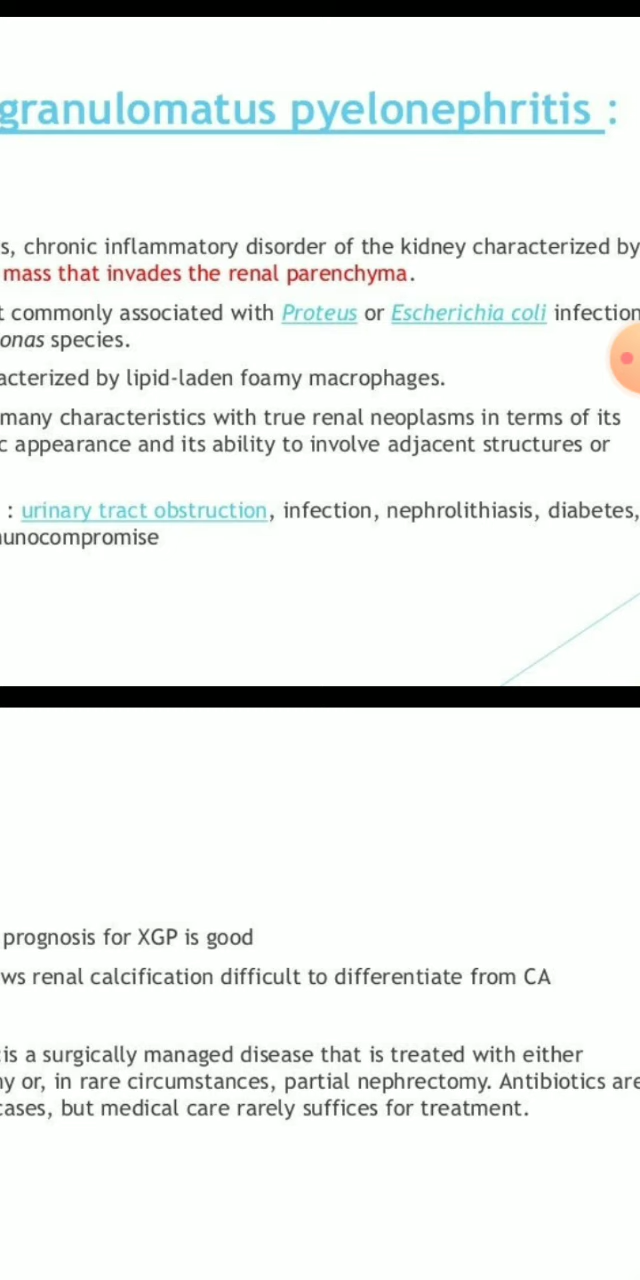 granulomatus pyelonephritis :
s, chronic inflammatory disorder of the kidney characterized by
mass that invades the renal parenchyma.
t commonly associated with Proteus or Escherichia coli infection
onas species.
acterized by lipid-laden foamy macrophages.
many characteristics with true renal neoplasms in terms of its
c appearance and its ability to involve adjacent structures or
: urinary tract obstruction, infection, nephrolithiasis, diabetes,
unocompromise
prognosis for XGP is good
ws renal calcification difficult to differentiate from CA
is a surgically managed disease that is treated with either
y or, in rare circumstances, partial nephrectomy. Antibiotics are
cases, but medical care rarely suffices for treatment.